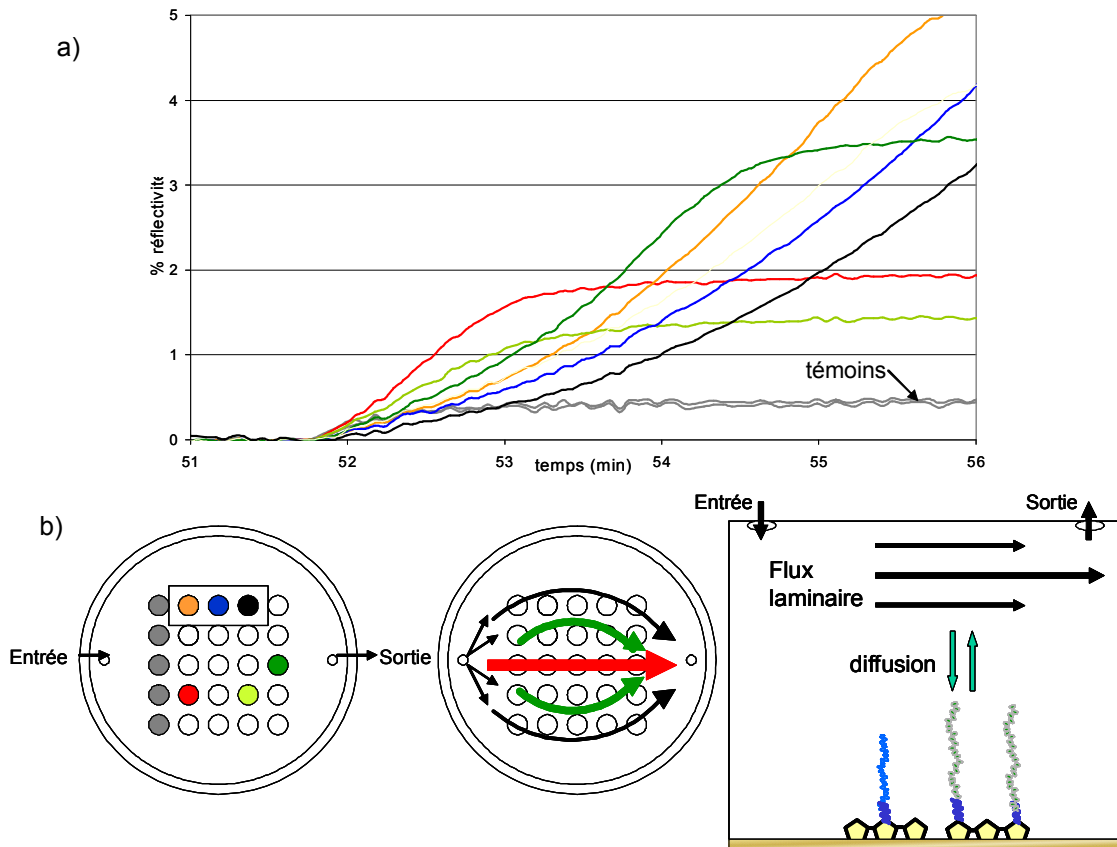 a)
5
4
3
2
1
0
% réflectivité
51
52
53
54
55
56
temps (min)
témoins
b)
Entrée
Sortie
Entrée
Sortie
Flux
laminaire
diffusion